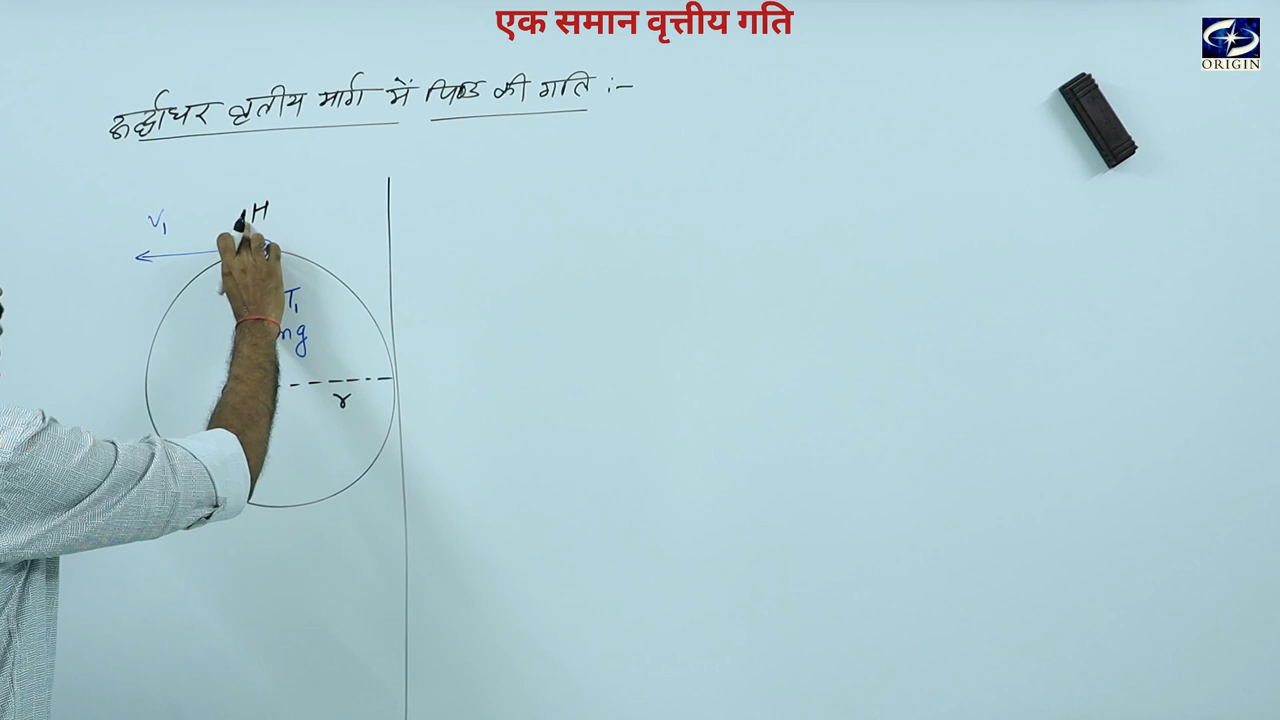 एक समान वृत्तीय गति
ORIGIN
ऊर्ध्वाधर वृतीय मार्ग में पिण्ड की गति :-
H
V₁
T₁
mg
r